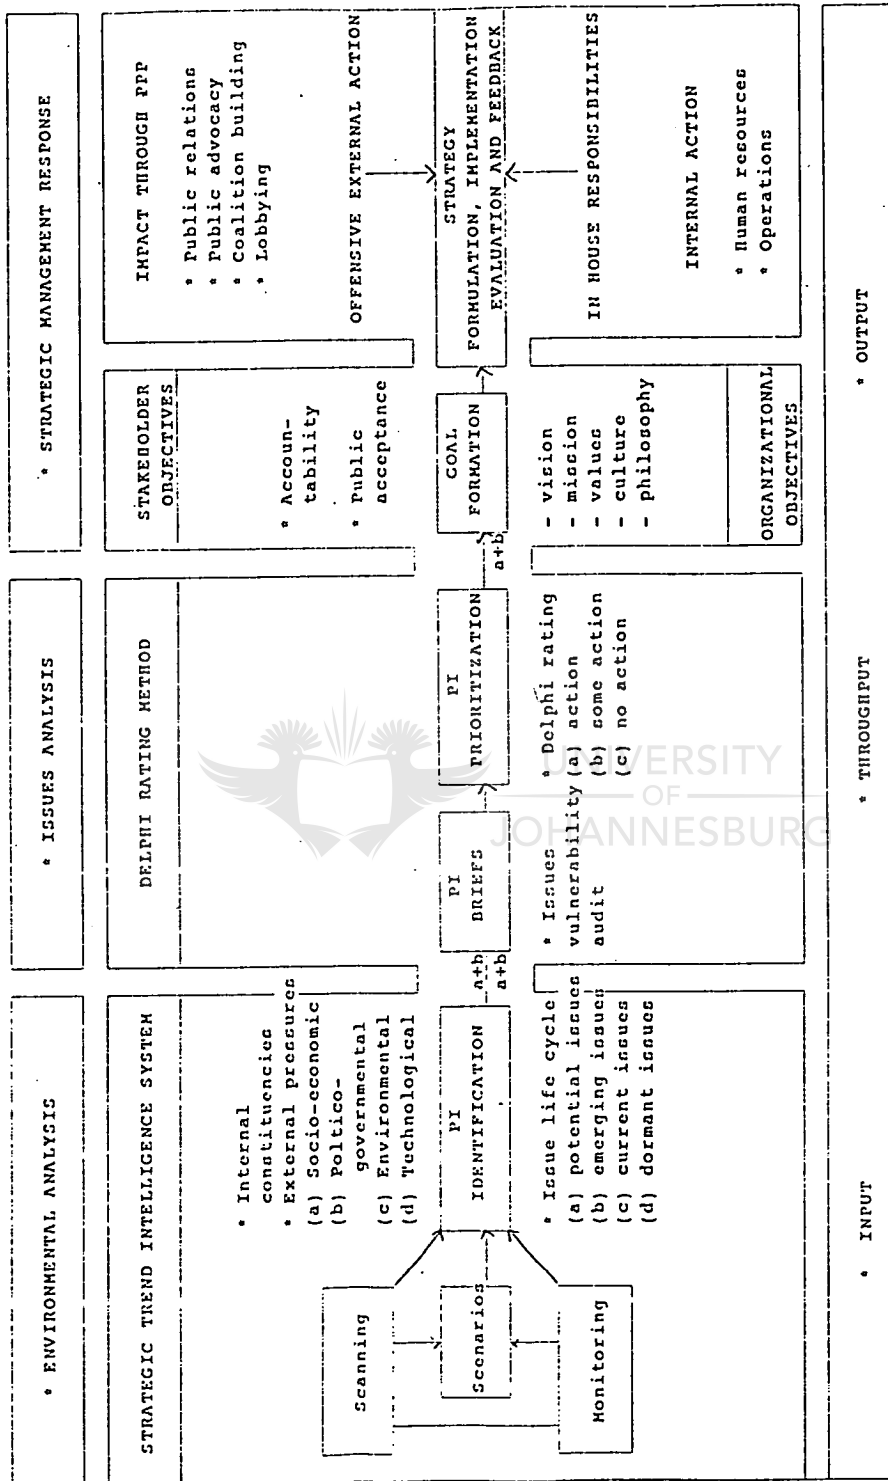 * ENVIRONMENTAL ANALYSIS
* ISSUES ANALYSIS
* STRATEGIC MANAGEMENT RESPONSE
STRATEGIC TREND INTELLIGENCE SYSTEM
Scanning
Scenarios
Monitoring
* Internal
constituencies
* External pressures
(a) Socio-economic
(b) Poltico-
governmental
(c) Environmental
(d) Technological
PI
IDENTIFICATION
* Issue life cycle
(a) potential issues
(b) emerging issues
(c) current issues
(d) dormant issues
a+b
a+b
DELPHI RATING METHOD
PI
BRIEFS
* Issues
vulnerability
audit
PI
PRIORITIZATION
* Delphi rating
(a) action
(b) some action
(c) no action
a+b
STAKEHOLDER
OBJECTIVES
* Accoun-
tability
* Public
acceptance
GOAL
FORMATION
- vision
- mission
- values
- culture
- philosophy
ORGANIZATIONAL
OBJECTIVES
IMPACT THROUGH PPP
* Public relations
* Public advocacy
* Coalition building
* Lobbying
OFFENSIVE EXTERNAL ACTION
STRATEGY
FORMULATION, IMPLEMENTATION
EVALUATION AND FEEDBACK
IN HOUSE RESPONSIBILITIES
INTERNAL ACTION
* Human resources
* Operations
* INPUT
* THROUGHPUT
* OUTPUT
UNIVERSITY
OF
JOHANNESBURG